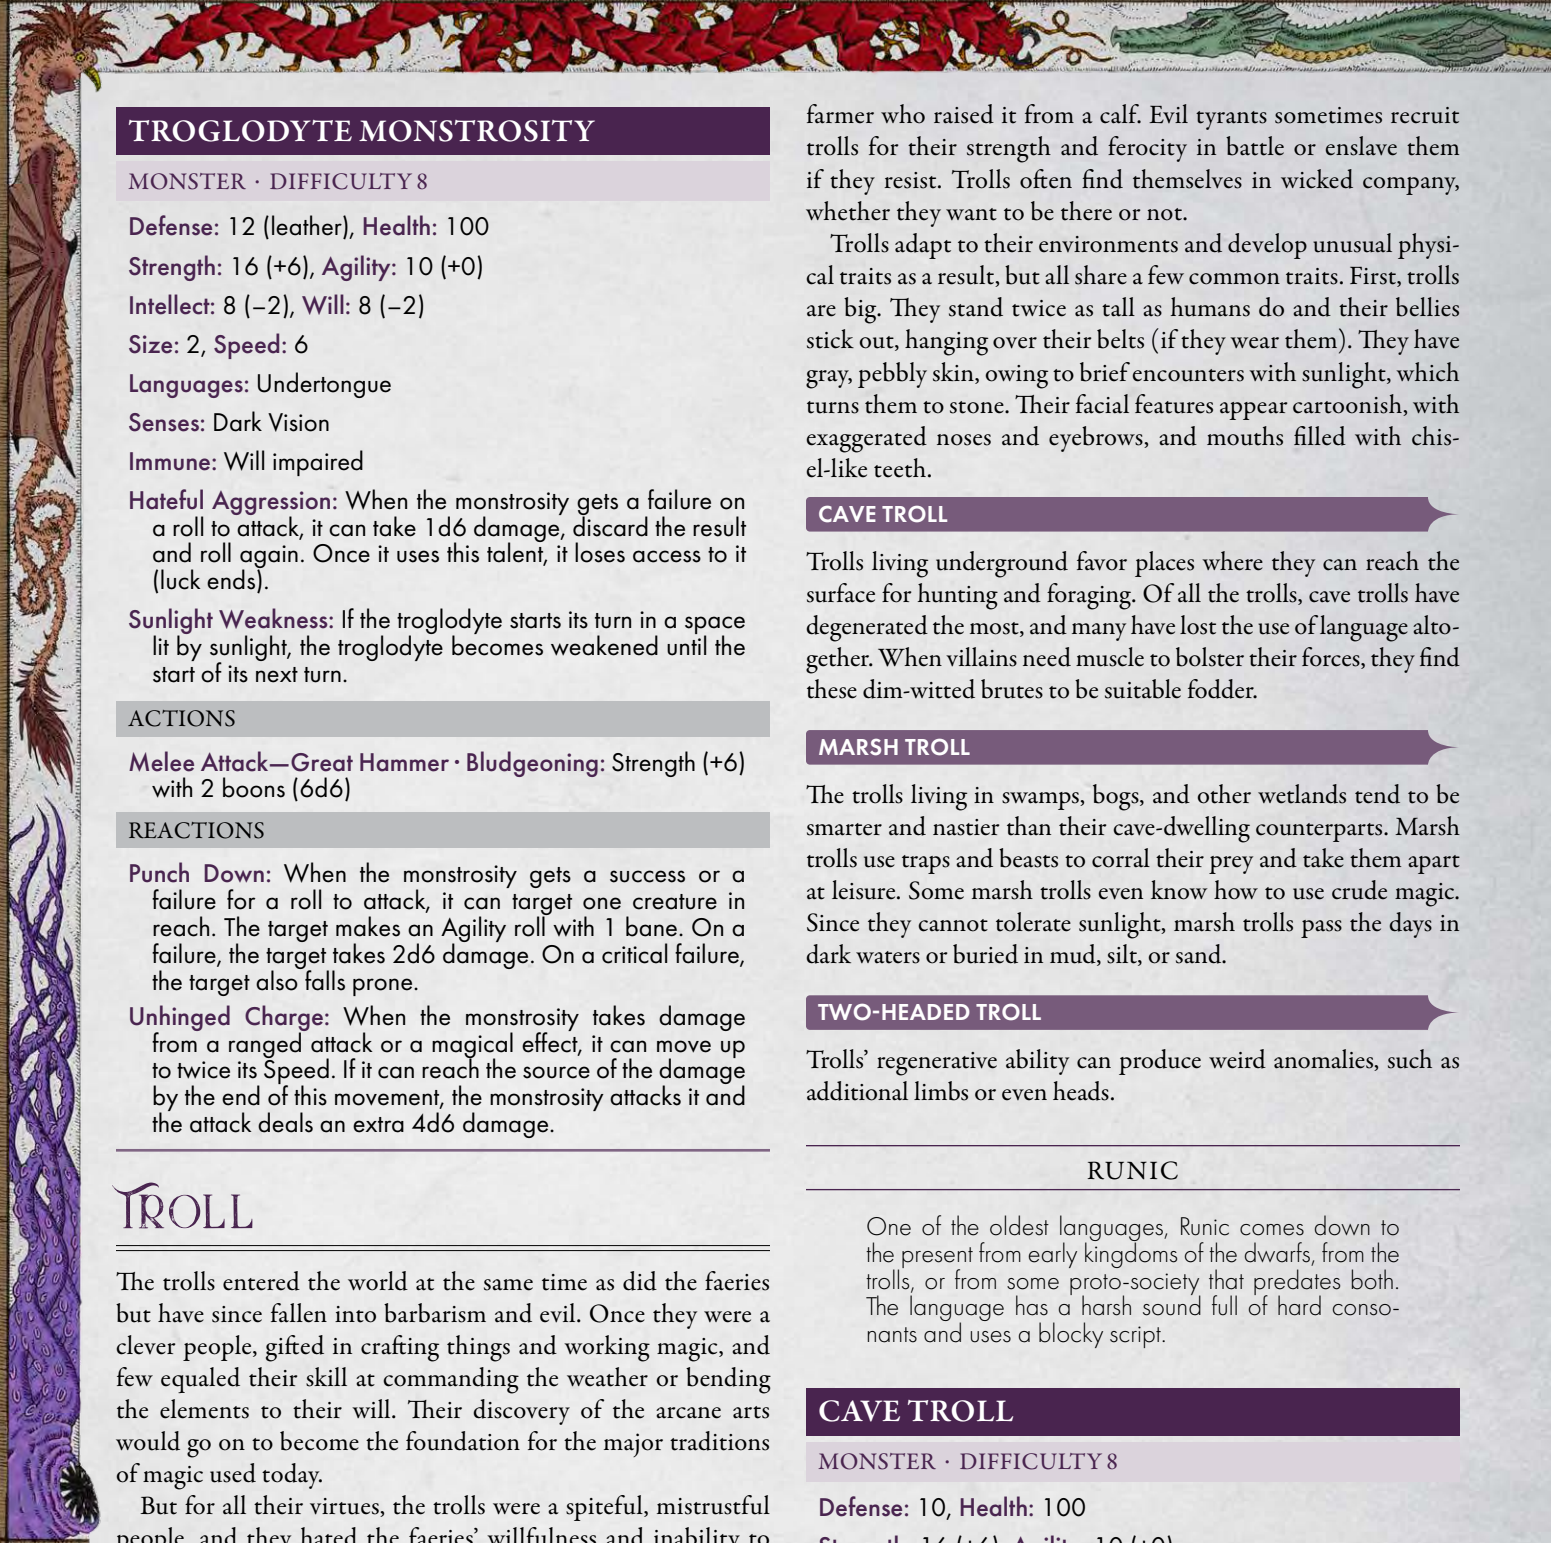 TROGLODYTE MONSTROSITY
MONSTER · DIFFICULTY 8
Defense: 12 (leather), Health: 100
Strength: 16 (+6), Agility: 10 (+0)
Intellect: 8 (–2), Will: 8 (–2)
Size: 2, Speed: 6
Languages: Undertongue
Senses: Dark Vision
Immune: Will impaired
Hateful Aggression: When the monstrosity gets a failure on
a roll to attack, it can take 1d6 damage, discard the result
and roll again. Once it uses this talent, it loses access to it
(luck ends).
Sunlight Weakness: If the troglodyte starts its turn in a space
lit by sunlight, the troglodyte becomes weakened until the
start of its next turn.
ACTIONS
Melee Attack—Great Hammer · Bludgeoning: Strength (+6)
with 2 boons (6d6)
REACTIONS
Punch Down: When the monstrosity gets a success or a
failure for a roll to attack, it can target one creature in
reach. The target makes an Agility roll with 1 bane. On a
failure, the target takes 2d6 damage. On a critical failure,
the target also falls prone.
Unhinged Charge: When the monstrosity takes damage
from a ranged attack or a magical effect, it can move up
to twice its Speed. If it can reach the source of the damage
by the end of this movement, the monstrosity attacks it and
the attack deals an extra 4d6 damage.
TROLL
The trolls entered the world at the same time as did the faeries
but have since fallen into barbarism and evil. Once they were a
clever people, gifted in crafting things and working magic, and
few equaled their skill at commanding the weather or bending
the elements to their will. Their discovery of the arcane arts
would go on to become the foundation for the major traditions
of magic used today.
But for all their virtues, the trolls were a spiteful, mistrustful
people, and they hated the faeries' willfulness and inability to
farmer who raised it from a calf. Evil tyrants sometimes recruit
trolls for their strength and ferocity in battle or enslave them
if they resist. Trolls often find themselves in wicked company,
whether they want to be there or not.
Trolls adapt to their environments and develop unusual physi-
cal traits as a result, but all share a few common traits. First, trolls
are big. They stand twice as tall as humans do and their bellies
stick out, hanging over their belts (if they wear them). They have
gray, pebbly skin, owing to brief encounters with sunlight, which
turns them to stone. Their facial features appear cartoonish, with
exaggerated noses and eyebrows, and mouths filled with chis-
el-like teeth.
CAVE TROLL
Trolls living underground favor places where they can reach the
surface for hunting and foraging. Of all the trolls, cave trolls have
degenerated the most, and many have lost the use of language alto-
gether. When villains need muscle to bolster their forces, they find
these dim-witted brutes to be suitable fodder.
MARSH TROLL
The trolls living in swamps, bogs, and other wetlands tend to be
smarter and nastier than their cave-dwelling counterparts. Marsh
trolls use traps and beasts to corral their prey and take them apart
at leisure. Some marsh trolls even know how to use crude magic.
Since they cannot tolerate sunlight, marsh trolls pass the days in
dark waters or buried in mud, silt, or sand.
TWO-HEADED TROLL
Trolls' regenerative ability can produce weird anomalies, such as
additional limbs or even heads.
RUNIC
One of the oldest languages, Runic comes down to
the present from early kingdoms of the dwarfs, from the
trolls, or from some proto-society that predates both.
The language has a harsh sound full of hard conso-
nants and uses a blocky script.
CAVE TROLL
MONSTER · DIFFICULTY 8
Defense: 10, Health: 100
Strength: 16 (+6), Agility: 10 (+0)